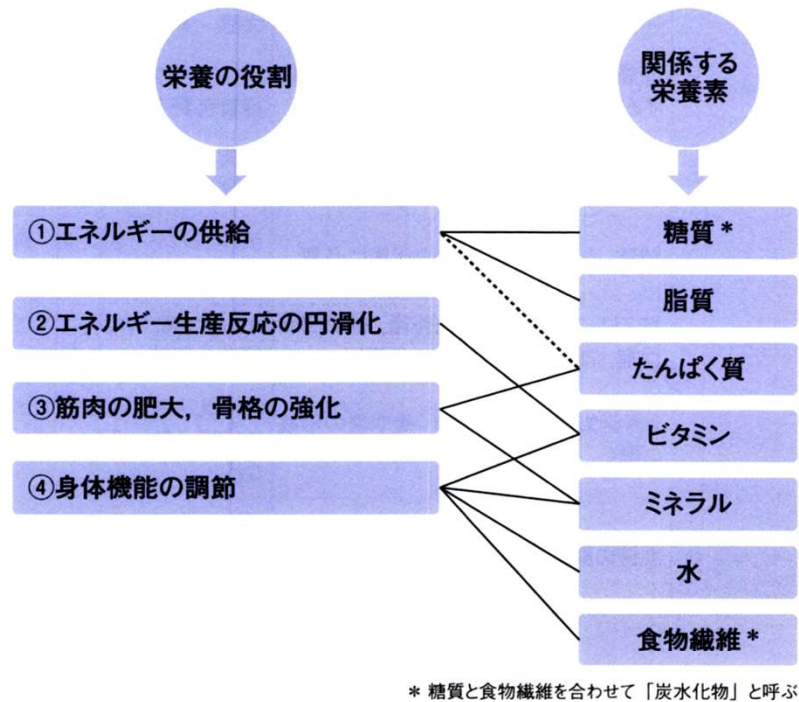 栄養の役割
関係する
栄養素
①エネルギーの供給
②エネルギー生産反応の円滑化
③筋肉の肥大，骨格の強化
④身体機能の調節
糖質*
脂質
たんぱく質
ビタミン
ミネラル
水
食物繊維*
* 糖質と食物繊維を合わせて「炭水化物」と呼ぶ